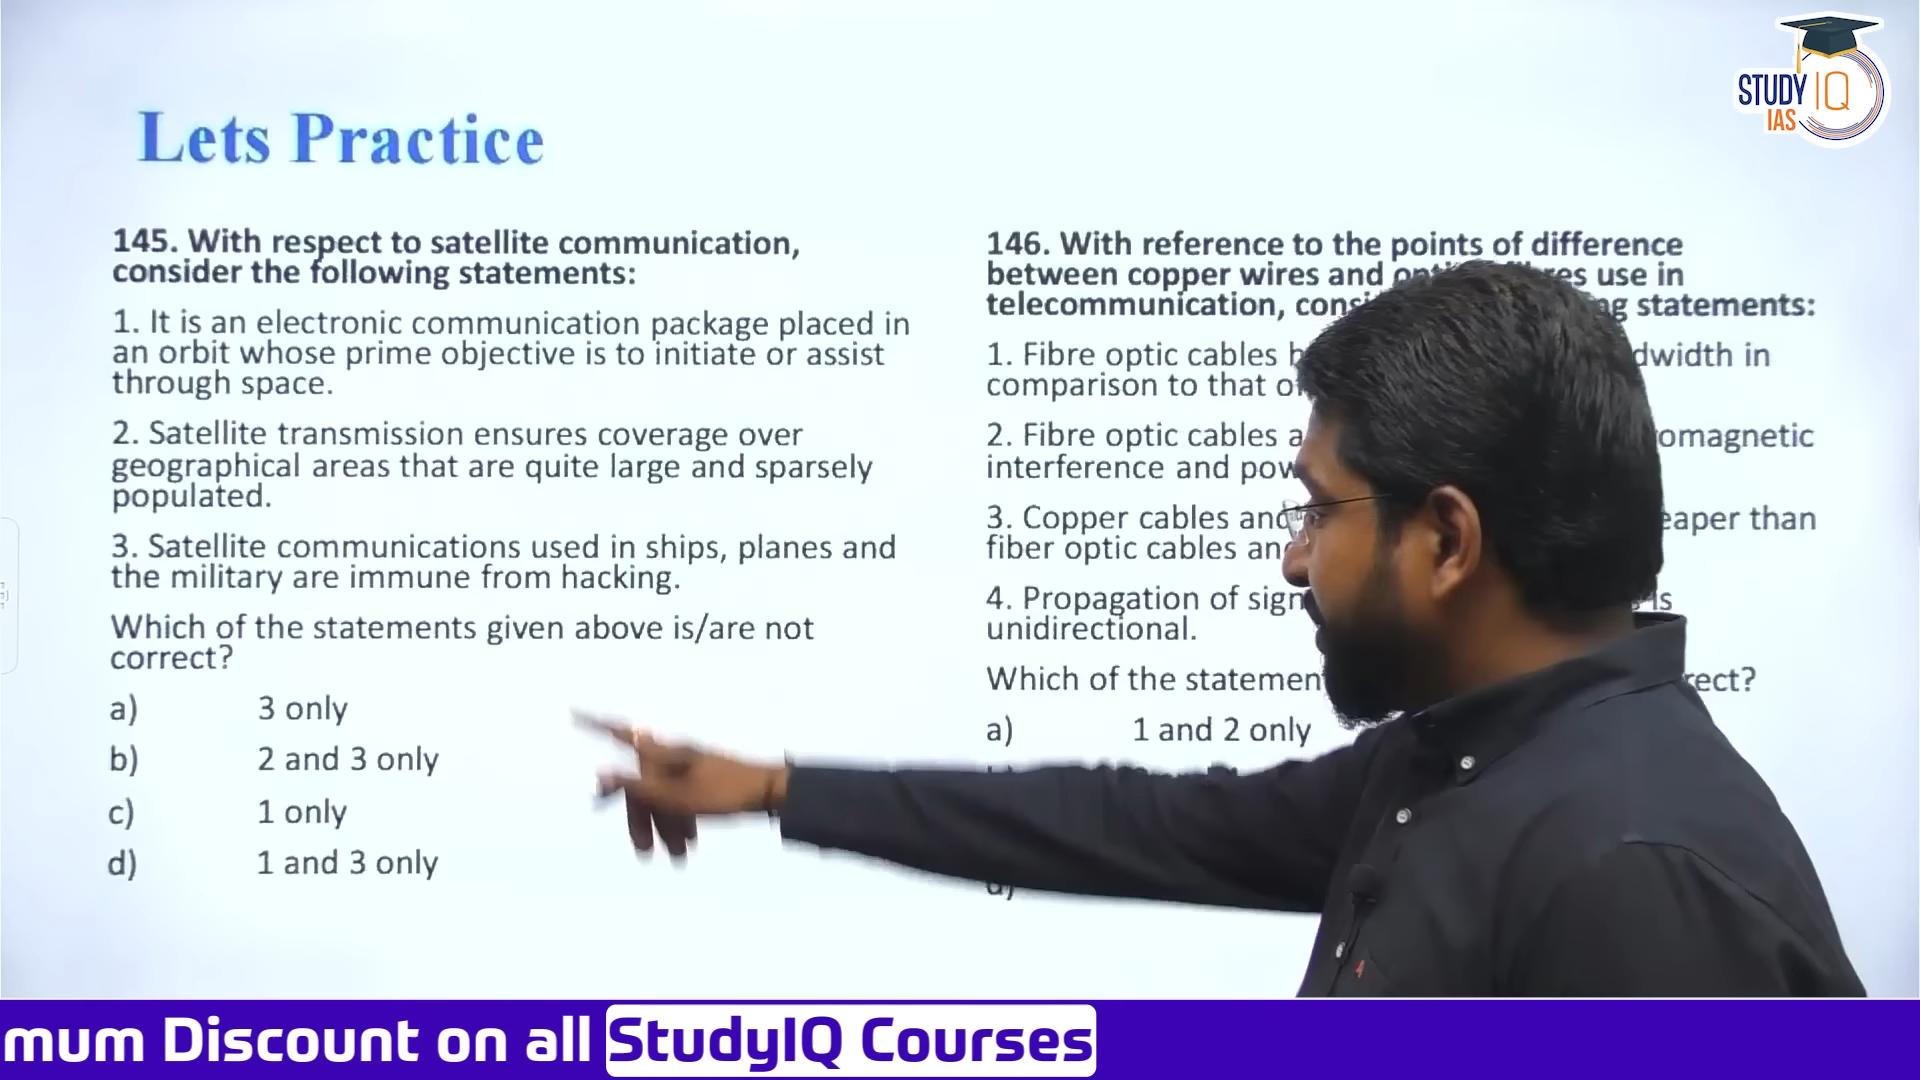 STUDY IQ
IAS
Lets Practice
145. With respect to satellite communication,
consider the following statements:
1. It is an electronic communication package placed in
an orbit whose prime objective is to initiate or assist
through space.
2. Satellite transmission ensures coverage over
geographical areas that are quite large and sparsely
populated.
3. Satellite communications used in ships, planes and
the military are immune from hacking.
Which of the statements given above is/are not
correct?
a) 3 only
b) 2 and 3 only
c) 1 only
d) 1 and 3 only
146. With reference to the points of difference
between copper wires and use in
telecommunication, statements:
1. Fibre optic cables in
comparison to that
2. Fibre optic cables
interference and
3. Copper cables than
fiber optic cables
4. Propagation of is
unidirectional.
Which of the
a) 1 and 2 only
Discount on all StudyIQ Courses